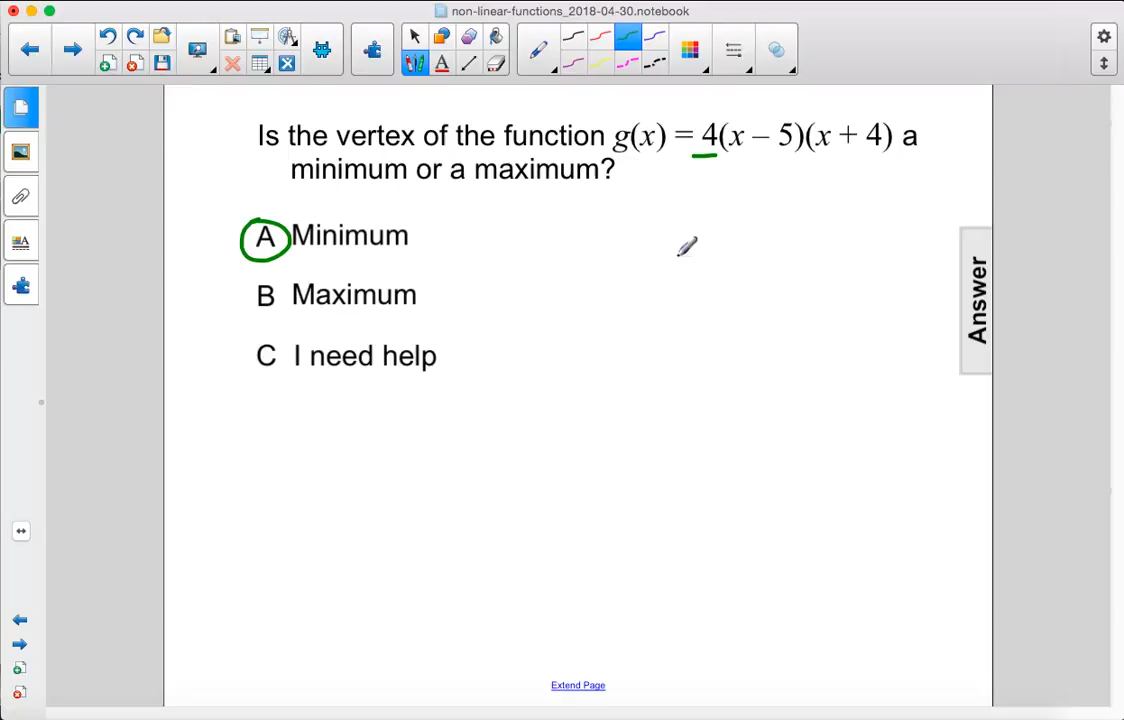 non-linear-functions_2018-04-30.notebook
Is the vertex of the function g(x) = 4(x – 5)(x + 4) a
minimum or a maximum?
A Minimum
B Maximum
C I need help
Answer
Extend Page